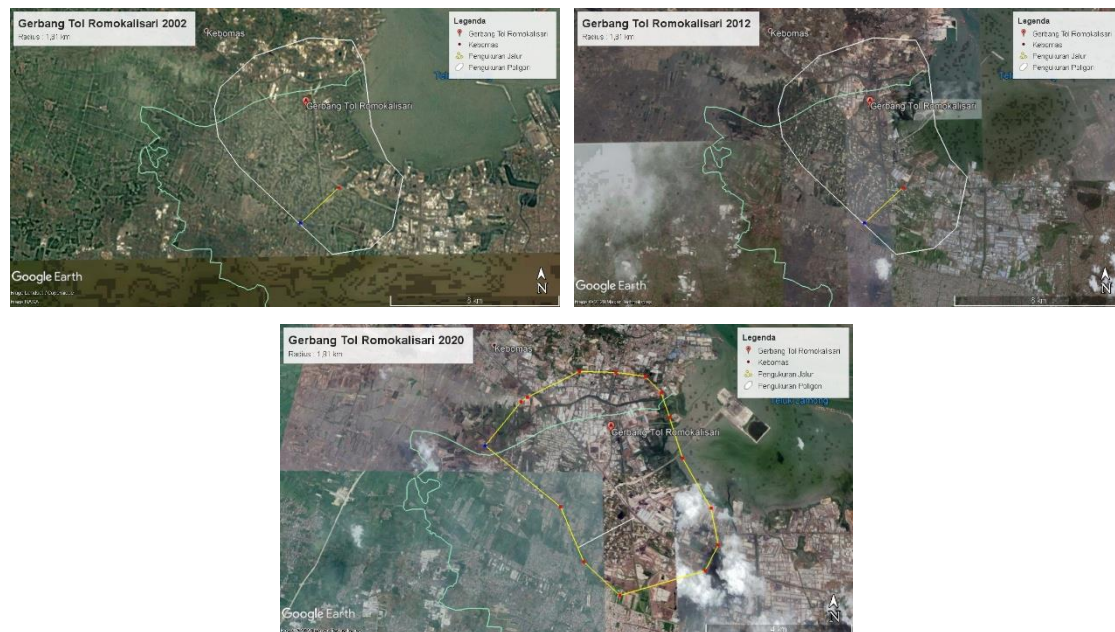 Gerbang Tol Romokalisari 2002
Radius : 1,81 km
Kebomas
Legenda
Gerbang Tol Romokalisari
Kebomas
Pengukuran Jalur
Pengukuran Poligon
Gerbang Tol Romokalisari
Google Earth
N
Gerbang Tol Romokalisari 2012
Radius : 1,81 km
Kebomas
Legenda
Gerbang Tol Romokalisari
Kebomas
Pengukuran Jalur
Pengukuran Poligon
Gerbang Tol Romokalisari
Google Earth
N
Gerbang Tol Romokalisari 2020
Radius : 1,81 km
Kebomas
Legenda
Gerbang Tol Romokalisari
Kebomas
Pengukuran Jalur
Pengukuran Poligon
Gerbang Tol Romokalisari
Google Earth
N